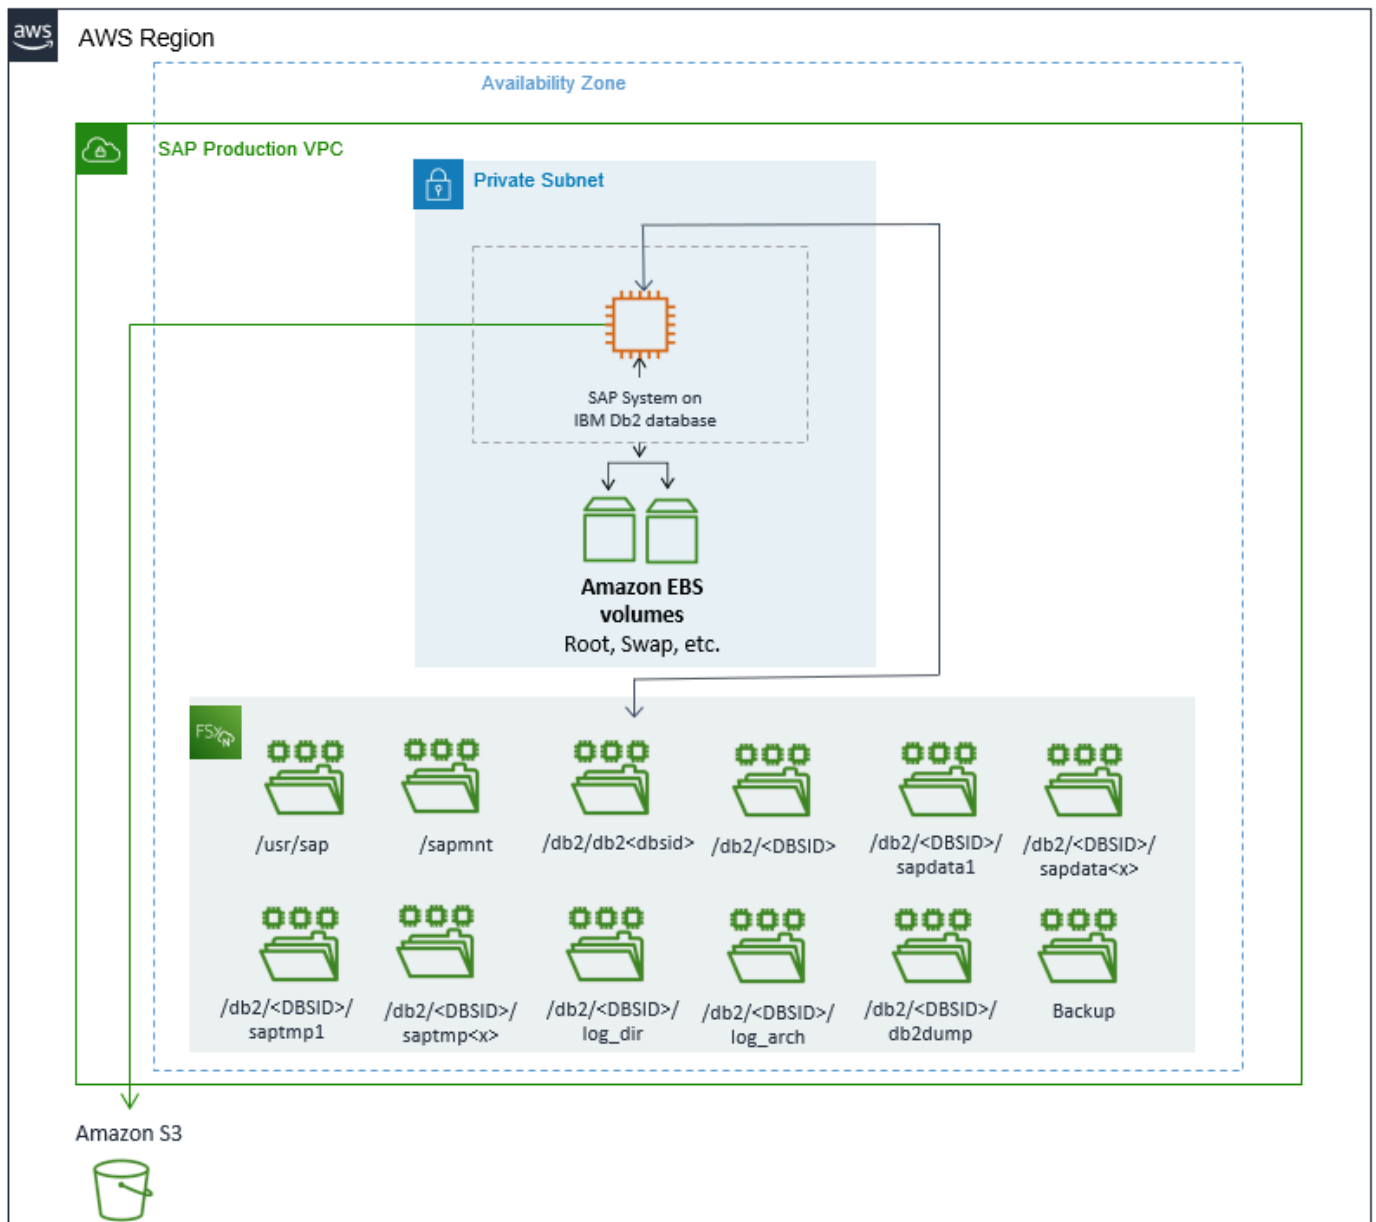 aws
AWS Region
Availability Zone
SAP Production VPC
Private Subnet
SAP System on
IBM Db2 database
Amazon EBS
volumes
Root, Swap, etc.
FSx
N
/usr/sap
/sapmnt
/db2/db2<dbsid>
/db2/<DBSID>
/db2/<DBSID>/
sapdata1
/db2/<DBSID>/
sapdata<x>
/db2/<DBSID>/
saptmp1
/db2/<DBSID>/
saptmp<x>
/db2/<DBSID>/
log_dir
/db2/<DBSID>/
log_arch
/db2/<DBSID>/
db2dump
Backup
Amazon S3